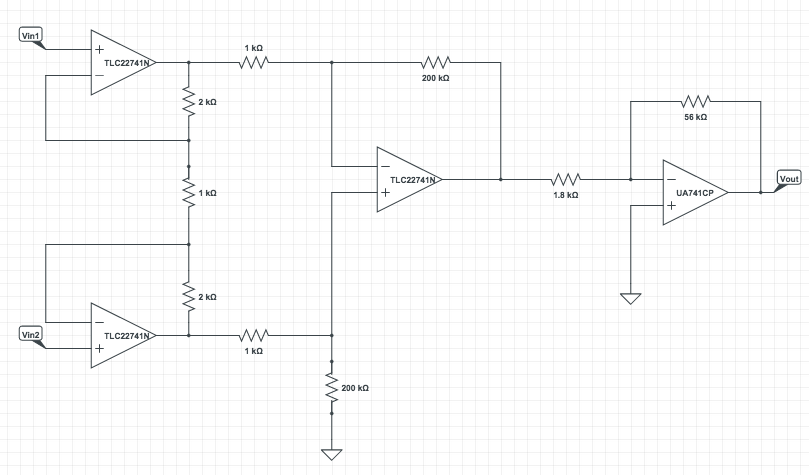 Vin1
+
TLC22741N
−
1 kΩ
200 kΩ
2 kΩ
56 kΩ
1 kΩ
−
TLC22741N
+
1.8 kΩ
−
UA741CP
+
Vout
2 kΩ
Vin2
−
TLC22741N
+
1 kΩ
200 kΩ